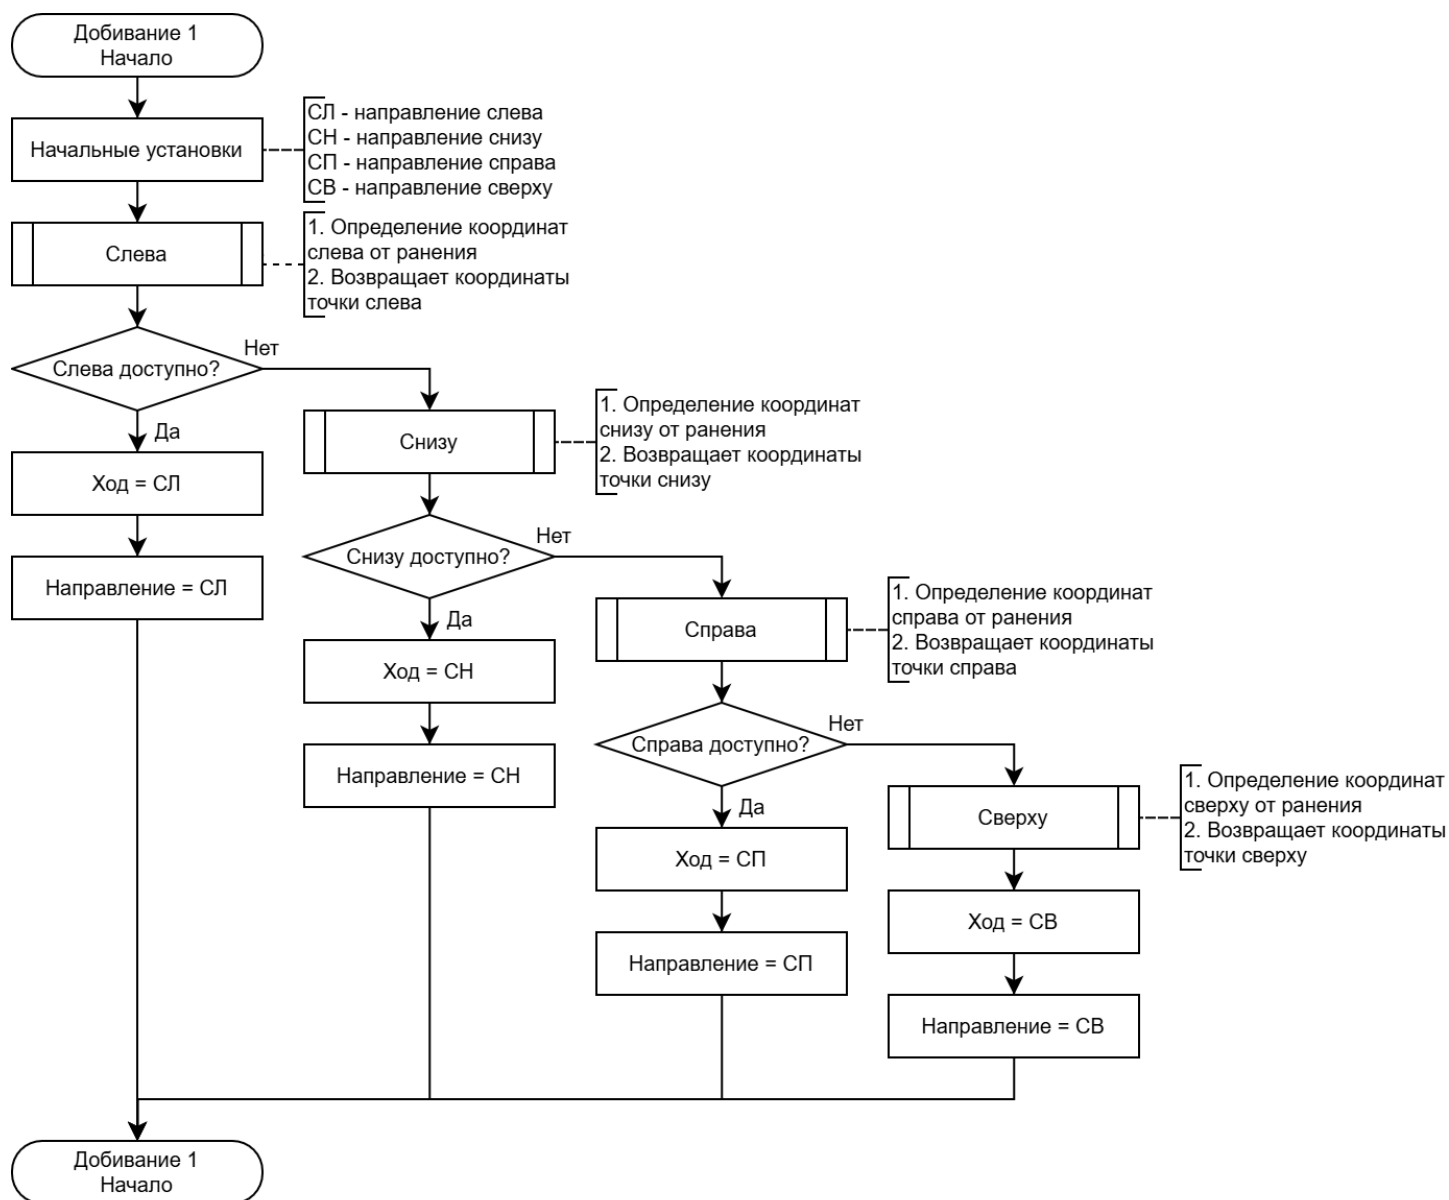 Добивание 1
Начало
Начальные установки
СЛ - направление слева
СН - направление снизу
СП - направление справа
СВ - направление сверху
Слева
1. Определение координат
слева от ранения
2. Возвращает координаты
точки слева
Слева доступно?
Нет
Да
Ход = СЛ
Направление = СЛ
Снизу
1. Определение координат
снизу от ранения
2. Возвращает координаты
точки снизу
Снизу доступно?
Нет
Да
Ход = СН
Направление = СН
Справа
1. Определение координат
справа от ранения
2. Возвращает координаты
точки справа
Справа доступно?
Нет
Да
Ход = СП
Направление = СП
Сверху
1. Определение координат
сверху от ранения
2. Возвращает координаты
точки сверху
Ход = СВ
Направление = СВ
Добивание 1
Начало